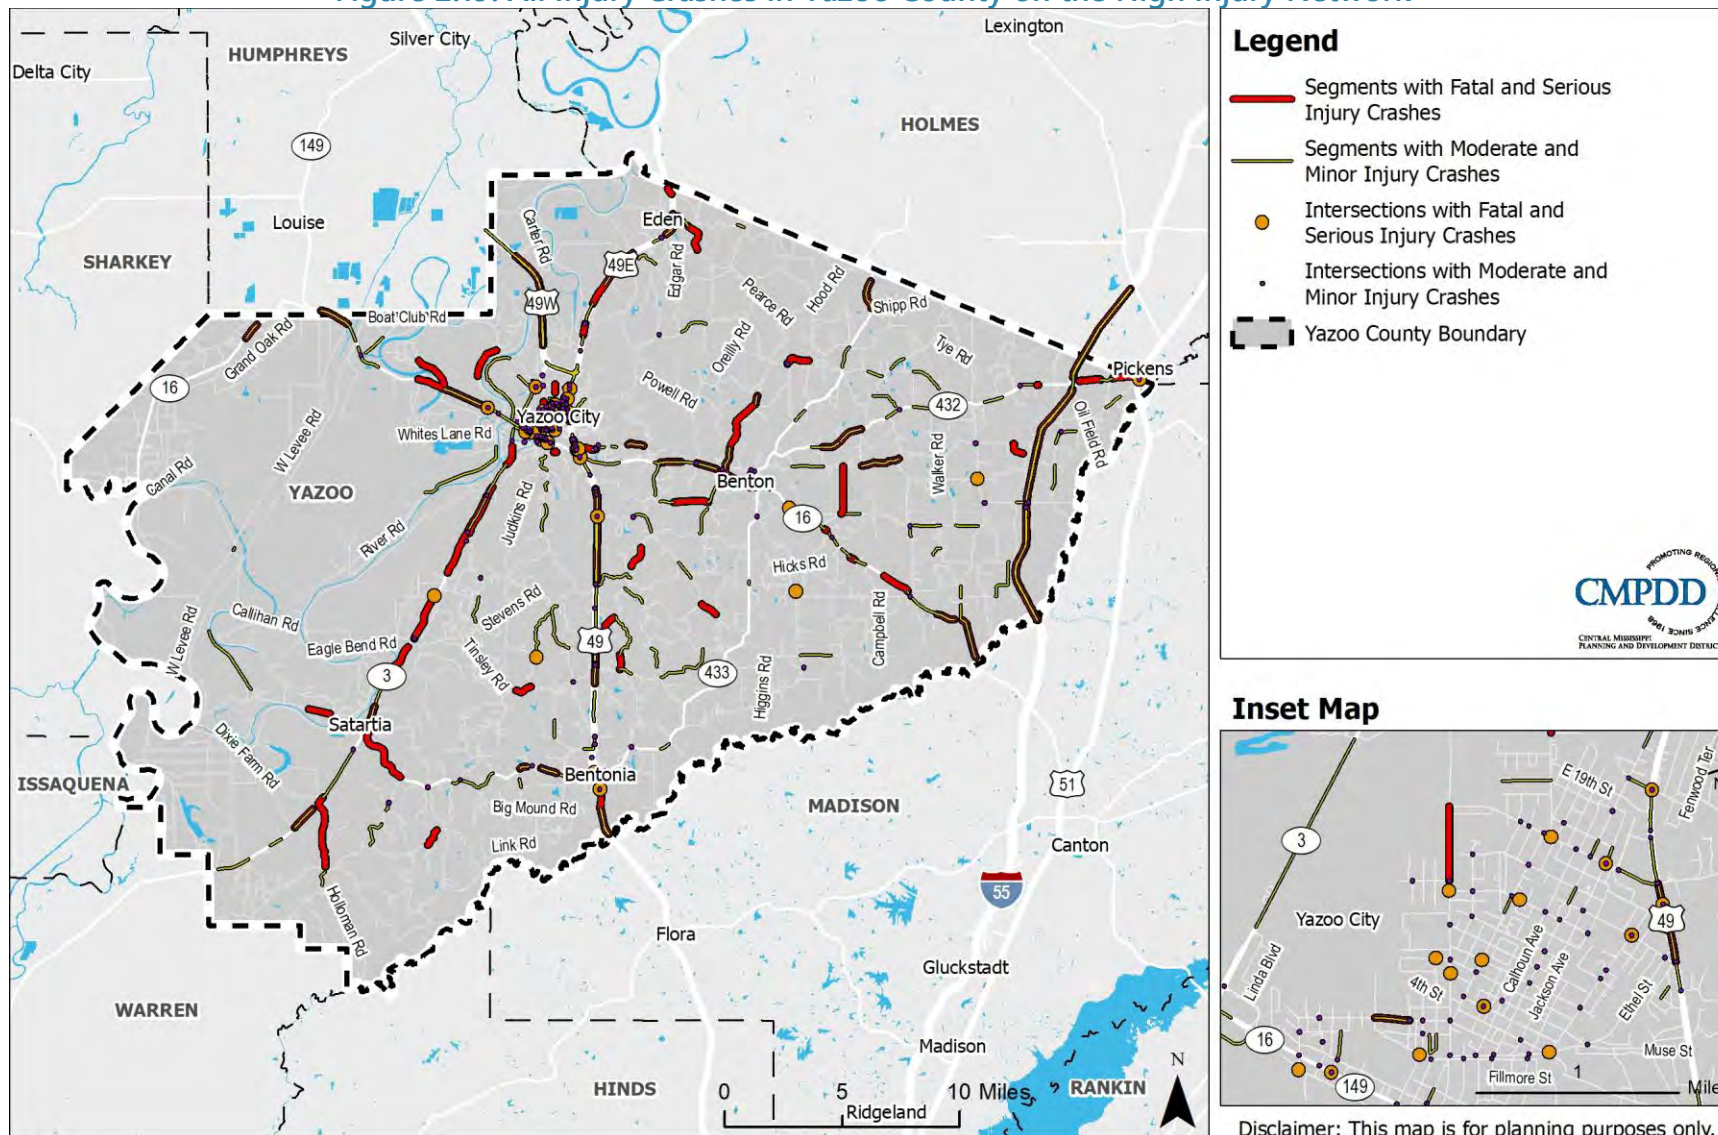 Figure 2.15: All Injury Crashes in Yazoo County on the High Injury Network
HUMPHREYS
Silver City
Lexington
Delta City
149
HOLMES
Louise
SHARKEY
Eden
Carter Rd
49E
Edgar Rd
49W
Pearce Rd
Hood Rd
Shipp Rd
Boat Club Rd
Grand Oak Rd
Oreilly Rd
Tye Rd
Pickens
16
Powell Rd
432
Oil Field Rd
Yazoo City
Whites Lane Rd
W Levee Rd
Walker Rd
Canal Rd
YAZOO
Benton
Judkins Rd
16
River Rd
Hicks Rd
Stevens Rd
Callihan Rd
W Levee Rd
Eagle Bend Rd
49
Campbell Rd
Tinsley Rd
433
3
Higgins Rd
Satartia
Dixie Farm Rd
ISSAQUENA
Bentonia
51
Big Mound Rd
MADISON
Link Rd
Canton
55
Holloman Rd
Flora
Gluckstadt
WARREN
Madison
N
HINDS
0 5 10 Miles
RANKIN
Ridgeland
Legend
Segments with Fatal and Serious
Injury Crashes
Segments with Moderate and
Minor Injury Crashes
Intersections with Fatal and
Serious Injury Crashes
Intersections with Moderate and
Minor Injury Crashes
Yazoo County Boundary
CMPDD
CENTRAL MISSISSIPPI
PLANNING AND DEVELOPMENT DISTRIC
Inset Map
E 19th St
Fenwood Ter
3
Yazoo City
49
Calhoun Ave
Jackson Ave
Linda Blvd
4th St
Ethel St
16
Muse St
Fillmore St
149
1
Mile
Disclaimer: This map is for planning purposes only.